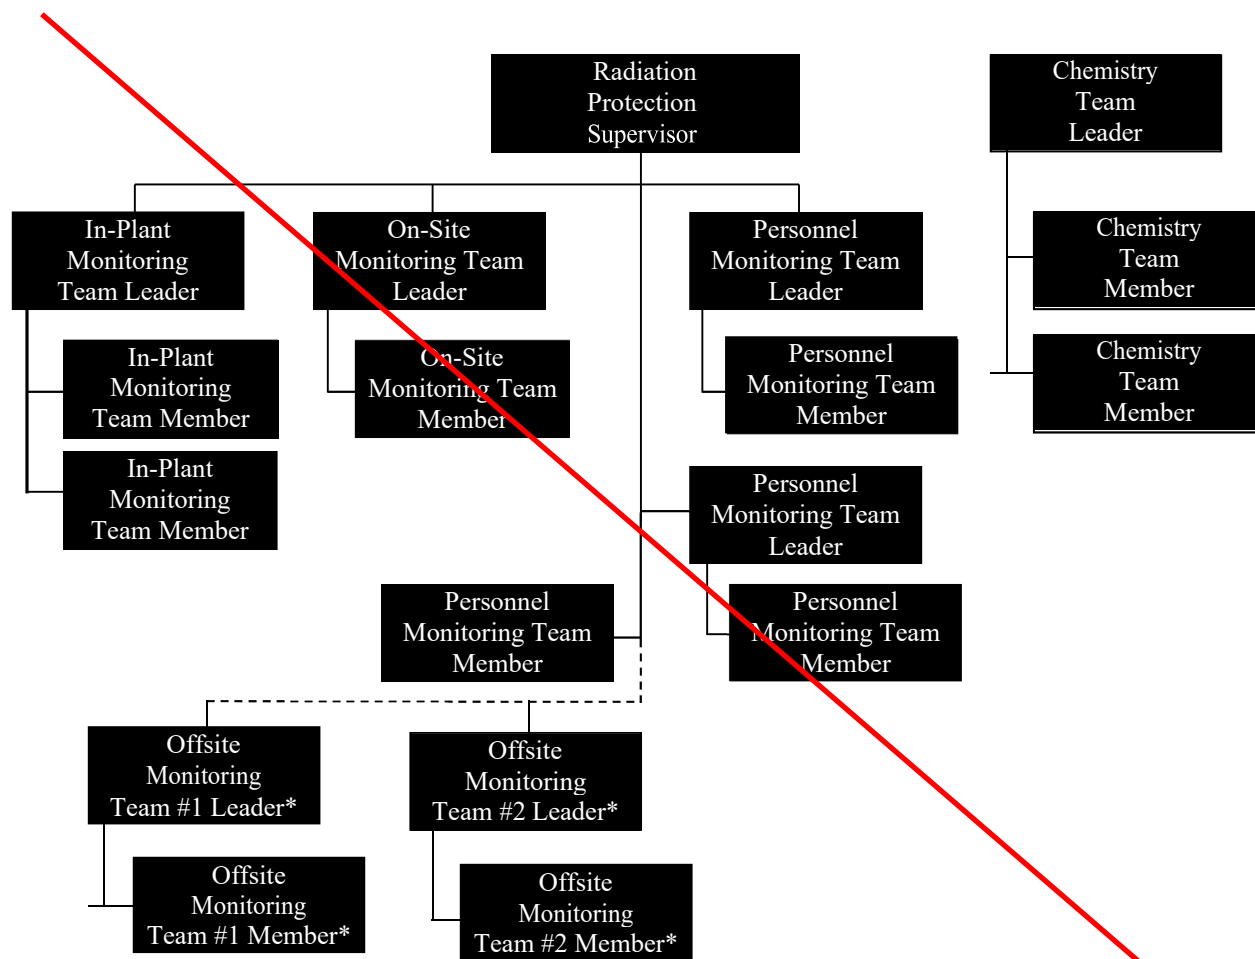 Radiation
Protection
Supervisor
Chemistry
Team
Leader
In-Plant
Monitoring
Team Leader
On-Site
Monitoring Team
Leader
Personnel
Monitoring Team
Leader
Chemistry
Team
Member
In-Plant
Monitoring
Team Member
On-Site
Monitoring Team
Member
Personnel
Monitoring Team
Member
Chemistry
Team
Member
In-Plant
Monitoring
Team Member
Personnel
Monitoring Team
Leader
Personnel
Monitoring Team
Member
Personnel
Monitoring Team
Member
Offsite
Monitoring
Team #1 Leader*
Offsite
Monitoring
Team #2 Leader*
Offsite
Monitoring
Team #1 Member*
Offsite
Monitoring
Team #2 Member*